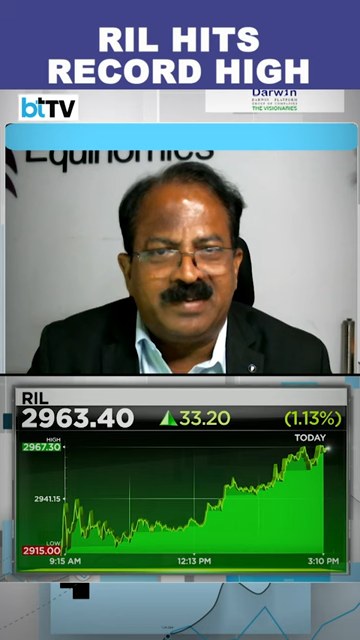 RIL HITS
RECORD HIGH
btTV
Darwin
DARWIN PLATFORM
GROUP OF COMPANIES
THE VISIONARIES
Equinomics
RIL
2963.40 33.20 (1.13%)
TODAY
HIGH
2967.30
2941.15
LOW
2915.00
9:15 AM 12:13 PM 3:10 PM